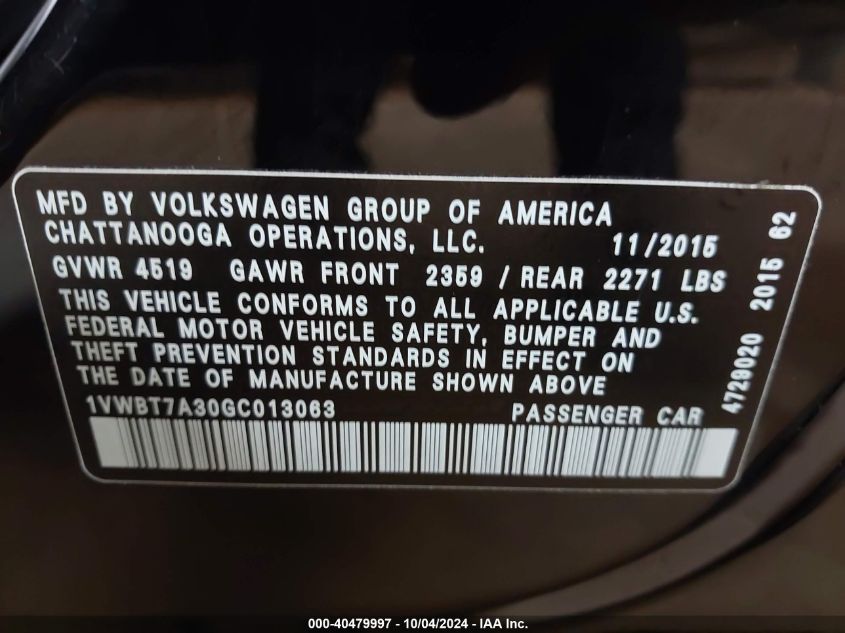 MFD BY VOLKSWAGEN GROUP OF AMERICA
CHATTANOOGA OPERATIONS, LLC. 11/2015
GVWR 4519 GAWR FRONT 2359 / REAR 2271 LBS
THIS VEHICLE CONFORMS TO ALL APPLICABLE U.S.
FEDERAL MOTOR VEHICLE SAFETY, BUMPER AND
THEFT PREVENTION STANDARDS IN EFFECT ON
THE DATE OF MANUFACTURE SHOWN ABOVE
1VWBT7A30GC013063 PASSENGER CAR
4729020 2015 62
000-40479997 - 10/04/2024 - IAA Inc.